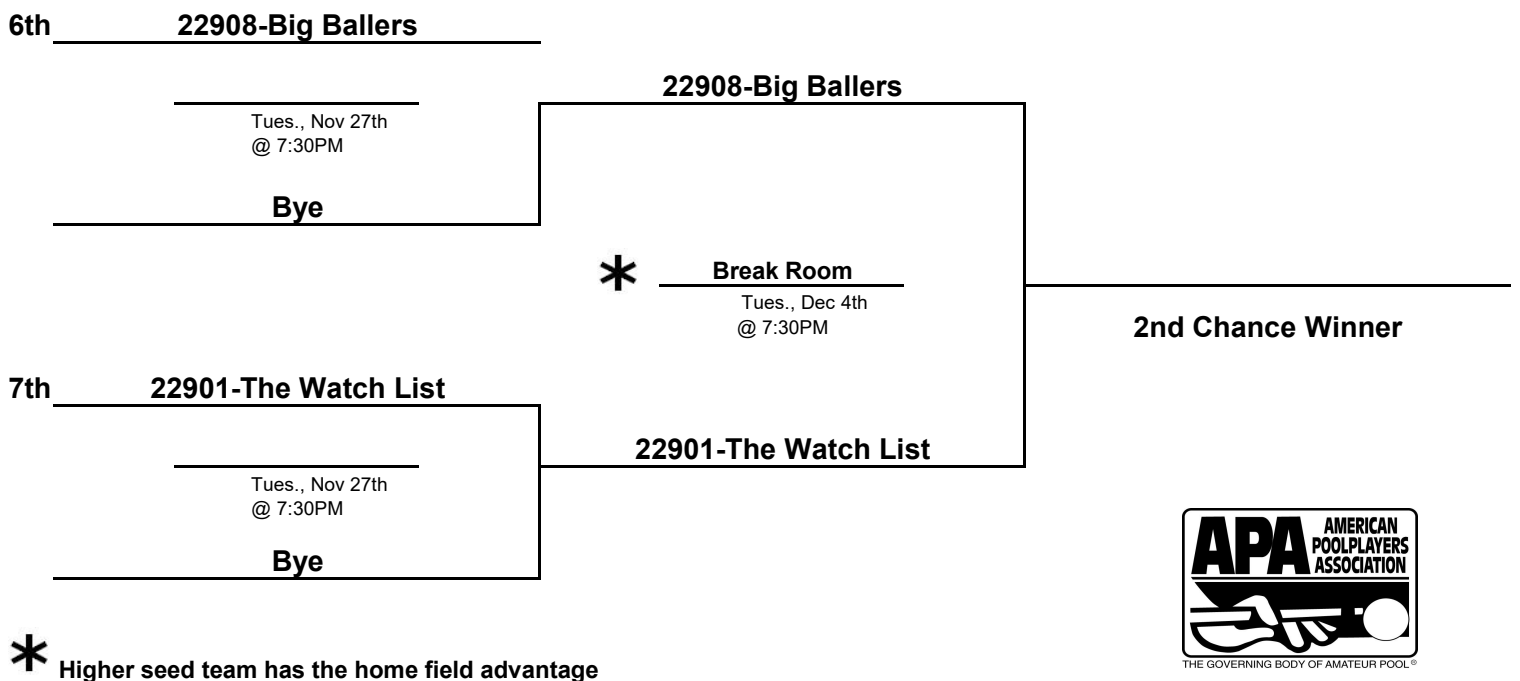 6th 22908-Big Ballers
22908-Big Ballers
Tues., Nov 27th
@ 7:30PM
Bye
* Break Room
Tues., Dec 4th
@ 7:30PM
2nd Chance Winner
7th 22901-The Watch List
22901-The Watch List
Tues., Nov 27th
@ 7:30PM
Bye
* Higher seed team has the home field advantage
APA AMERICAN
POOLPLAYERS
ASSOCIATION
THE GOVERNING BODY OF AMATEUR POOL®